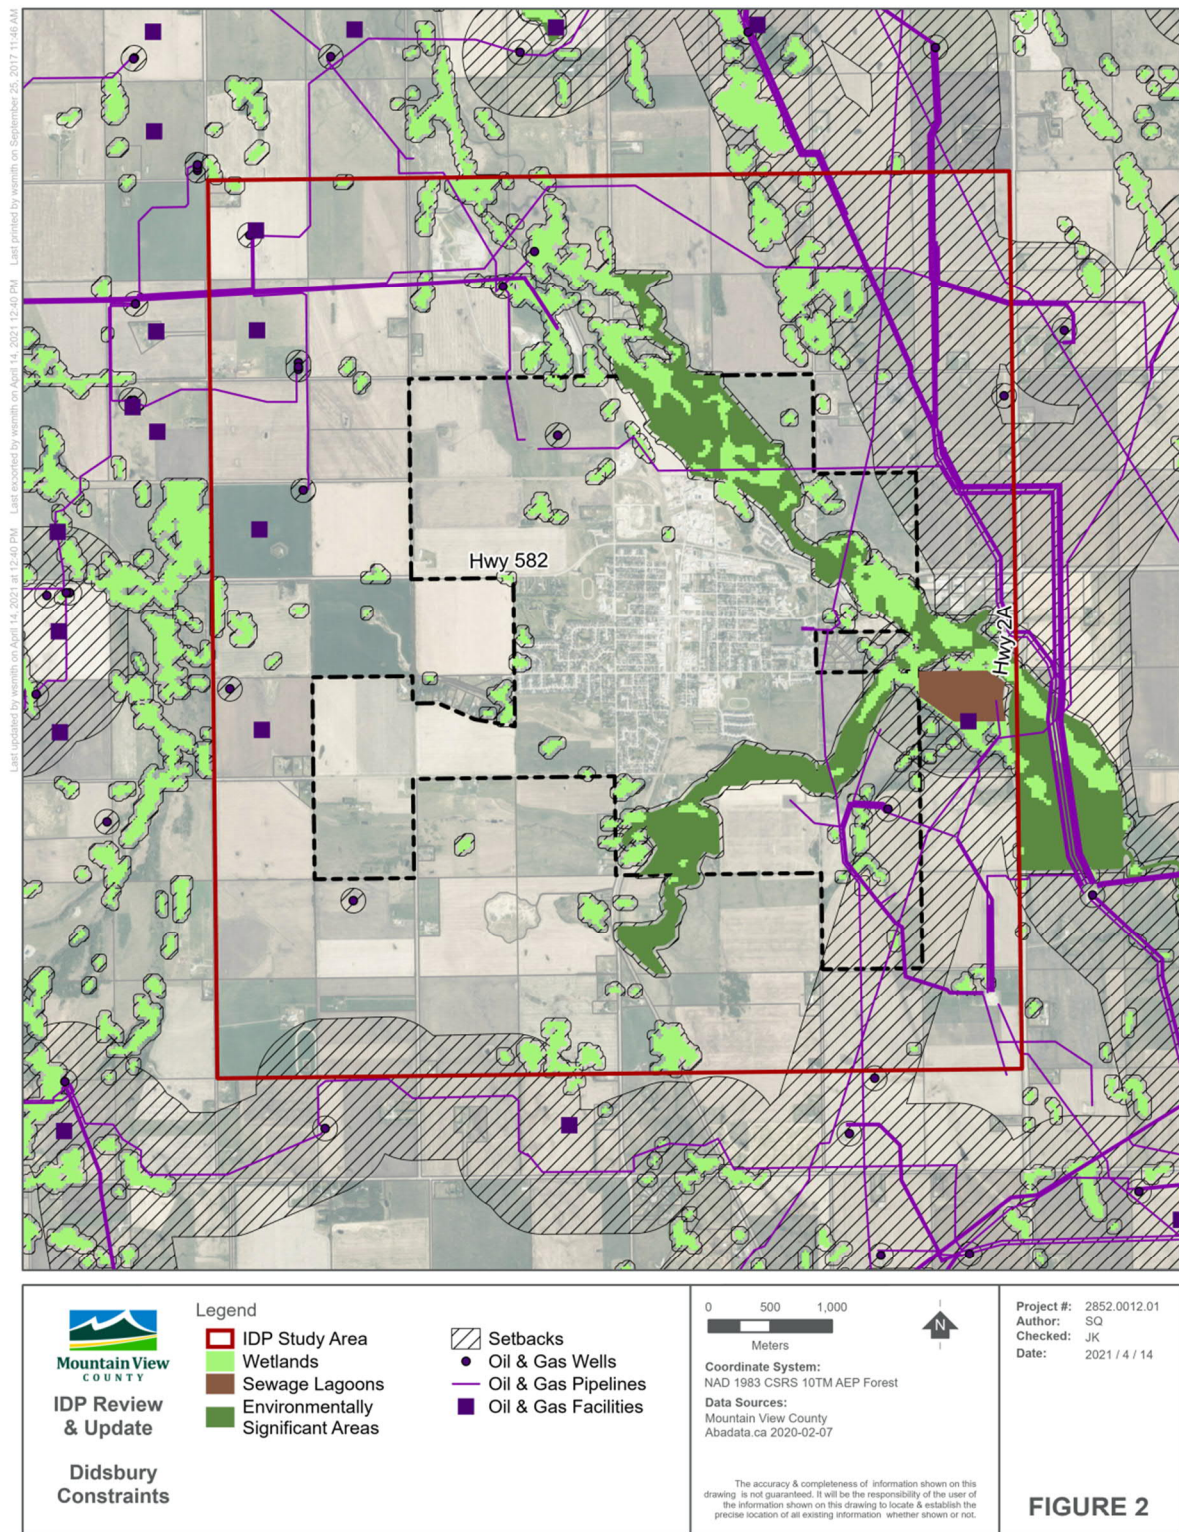 Last updated by wsmith on April 14, 2021 at 12:40 PM    Last exported by wsmith on April 14, 2021 12:40 PM    Last printed by wsmith on September 25, 2017 11:46 AM
Hwy 582
Hwy 2A
Mountain View
COUNTY
IDP Review
& Update
Didsbury
Constraints
Legend
IDP Study Area
Wetlands
Sewage Lagoons
Environmentally
Significant Areas
Setbacks
Oil & Gas Wells
Oil & Gas Pipelines
Oil & Gas Facilities
0 500 1,000
Meters
N
Coordinate System:
NAD 1983 CSRS 10TM AEP Forest
Data Sources:
Mountain View County
Abadata.ca 2020-02-07
The accuracy & completeness of information shown on this
drawing is not guaranteed. It will be the responsibility of the user of
the information shown on this drawing to locate & establish the
precise location of all existing information whether shown or not.
Project #: 2852.0012.01
Author: SQ
Checked: JK
Date: 2021 / 4 / 14
FIGURE 2